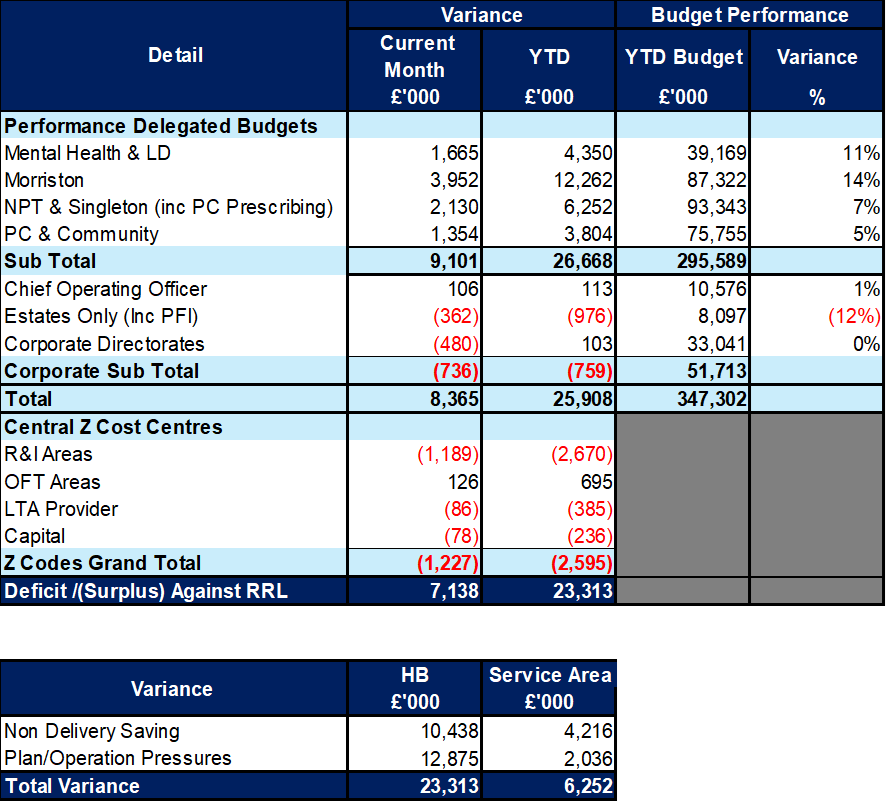 Detail Variance Budget Performance
Current Month £'000 YTD £'000 YTD Budget £'000 Variance %
Performance Delegated Budgets
Mental Health & LD 1,665 4,350 39,169 11%
Morriston 3,952 12,262 87,322 14%
NPT & Singleton (inc PC Prescribing) 2,130 6,252 93,343 7%
PC & Community 1,354 3,804 75,755 5%
Sub Total 9,101 26,668 295,589
Chief Operating Officer 106 113 10,576 1%
Estates Only (Inc PFI) (362) (976) 8,097 (12%)
Corporate Directorates (480) 103 33,041 0%
Corporate Sub Total (736) (759) 51,713
Total 8,365 25,908 347,302
Central Z Cost Centres
R&I Areas (1,189) (2,670)
OFT Areas 126 695
LTA Provider (86) (385)
Capital (78) (236)
Z Codes Grand Total (1,227) (2,595)
Deficit /(Surplus) Against RRL 7,138 23,313
Variance HB £'000 Service Area £'000
Non Delivery Saving 10,438 4,216
Plan/Operation Pressures 12,875 2,036
Total Variance 23,313 6,252